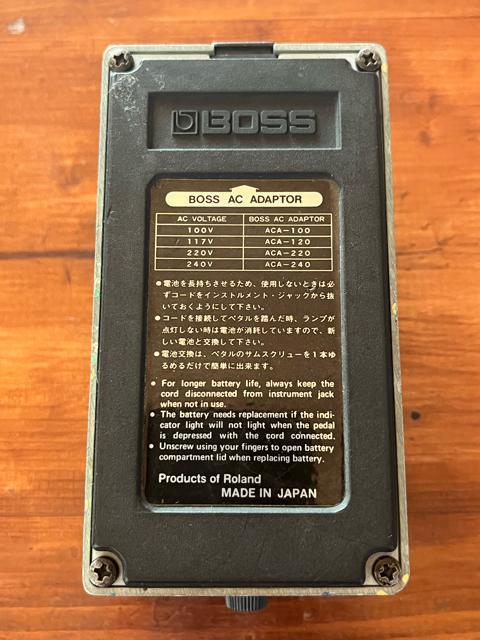 BOSS
BOSS AC ADAPTOR
AC VOLTAGE BOSS AC ADAPTOR
100V ACA-100
117V ACA-120
220V ACA-220
240V ACA-240
●電池を長持ちさせるため、使用しないときは必
ずコードをインストルメント・ジャックから抜
いておくようにして下さい。
●コードを接続してペタルを踏んだ時、ランプが
点灯しない時は電池が消耗していますので、新
しい電池と交換して下さい。
●電池交換は、ペタルのサムスクリューを1本ゆ
るめるだけで簡単に出来ます。
● For longer battery life, always keep the
cord disconnected from instrument jack
when not in use.
● The battery needs replacement if the indi-
cator light will not light when the pedal
is depressed with the cord connected.
● Unscrew using your fingers to open battery
compartment lid when replacing battery.
Products of Roland
MADE IN JAPAN